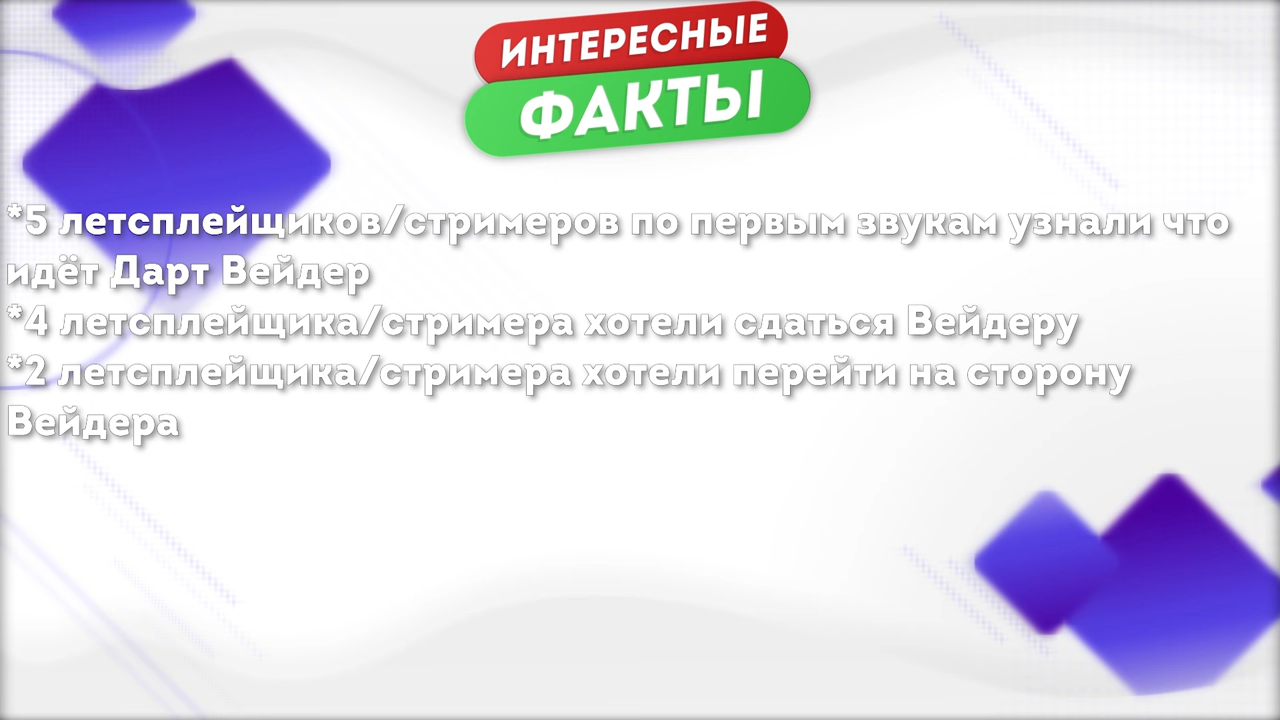 ИНТЕРЕСНЫЕ
ФАКТЫ
*5 летсплейщиков/стримеров по первым звукам узнали что
идёт Дарт Вейдер
*4 летсплейщика/стримера хотели сдаться Вейдеру
*2 летсплейщика/стримера хотели перейти на сторону
Вейдера